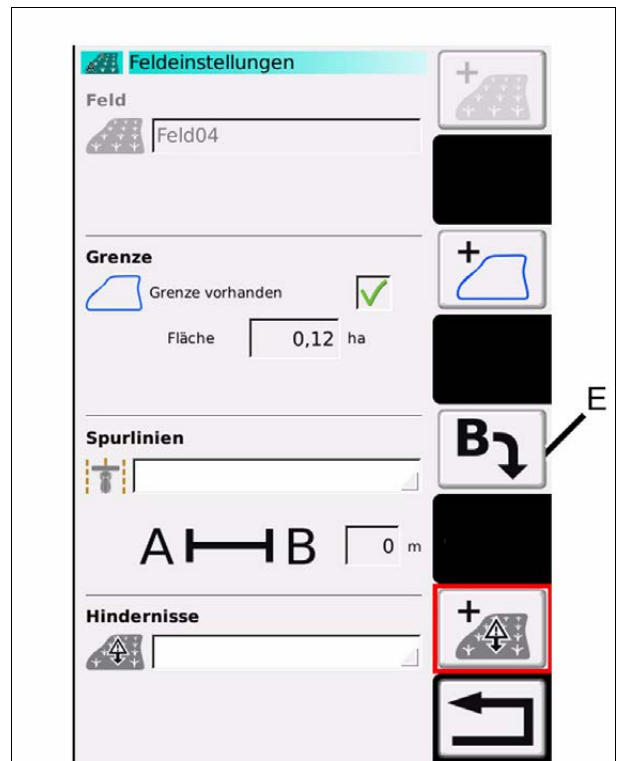 Feldeinstellungen
Feld
Feld04
Grenze
Grenze vorhanden
Fläche 0,12 ha
E
B
Spurlinien
A B 0 m
Hindernisse